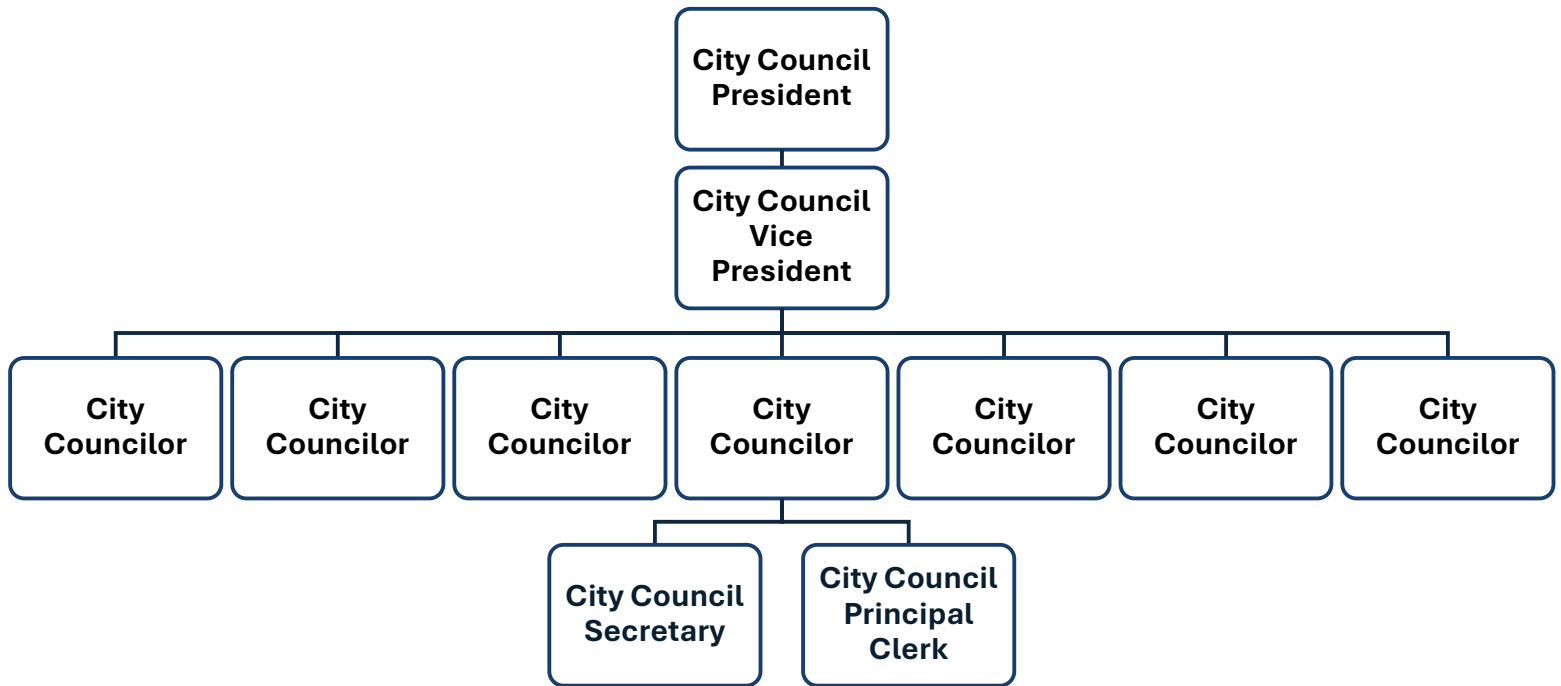 City Council
President
City Council
Vice
President
City
Councilor
City
Councilor
City
Councilor
City
Councilor
City
Councilor
City
Councilor
City
Councilor
City Council
Secretary
City Council
Principal
Clerk